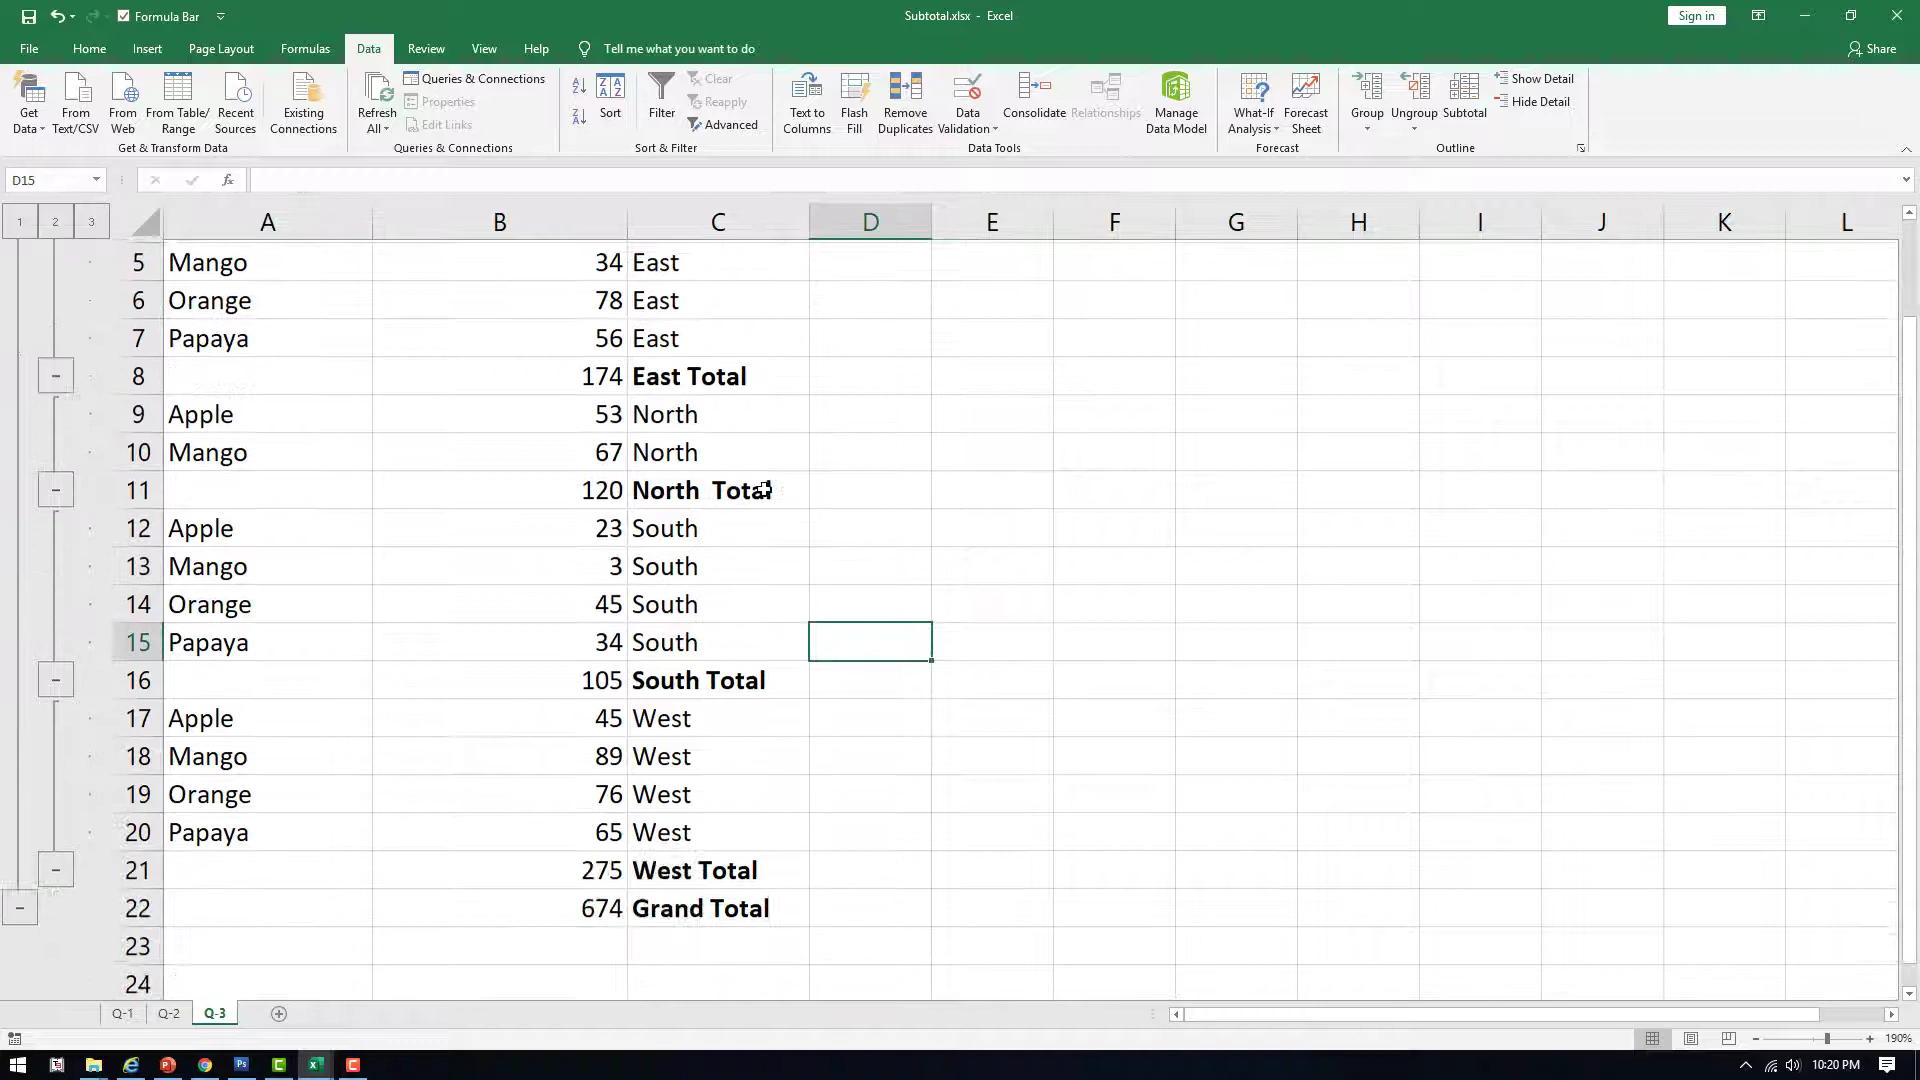 Formula Bar
Subtotal.xlsx - Excel
Sign in
File Home Insert Page Layout Formulas Data Review View Help Tell me what you want to do Share
Get Data
From Text/CSV
From Web
From Table/ Range
Recent Sources
Get & Transform Data
Existing Connections
Refresh All
Queries & Connections
Properties
Edit Links
Queries & Connections
Sort
Filter
Clear
Reapply
Advanced
Sort & Filter
Text to Columns
Flash Fill
Remove Duplicates
Data Validation
Consolidate
Relationships
Manage Data Model
Data Tools
What-If Analysis
Forecast Sheet
Forecast
Group
Ungroup
Subtotal
Show Detail
Hide Detail
Outline
D15 fx
1 2 3 A B C D E F G H I J K L
5 Mango 34 East
6 Orange 78 East
7 Papaya 56 East
8 174 East Total
9 Apple 53 North
10 Mango 67 North
11 120 North Total
12 Apple 23 South
13 Mango 3 South
14 Orange 45 South
15 Papaya 34 South
16 105 South Total
17 Apple 45 West
18 Mango 89 West
19 Orange 76 West
20 Papaya 65 West
21 275 West Total
22 674 Grand Total
23
24
Q-1 Q-2 Q-3
190%
10:20 PM